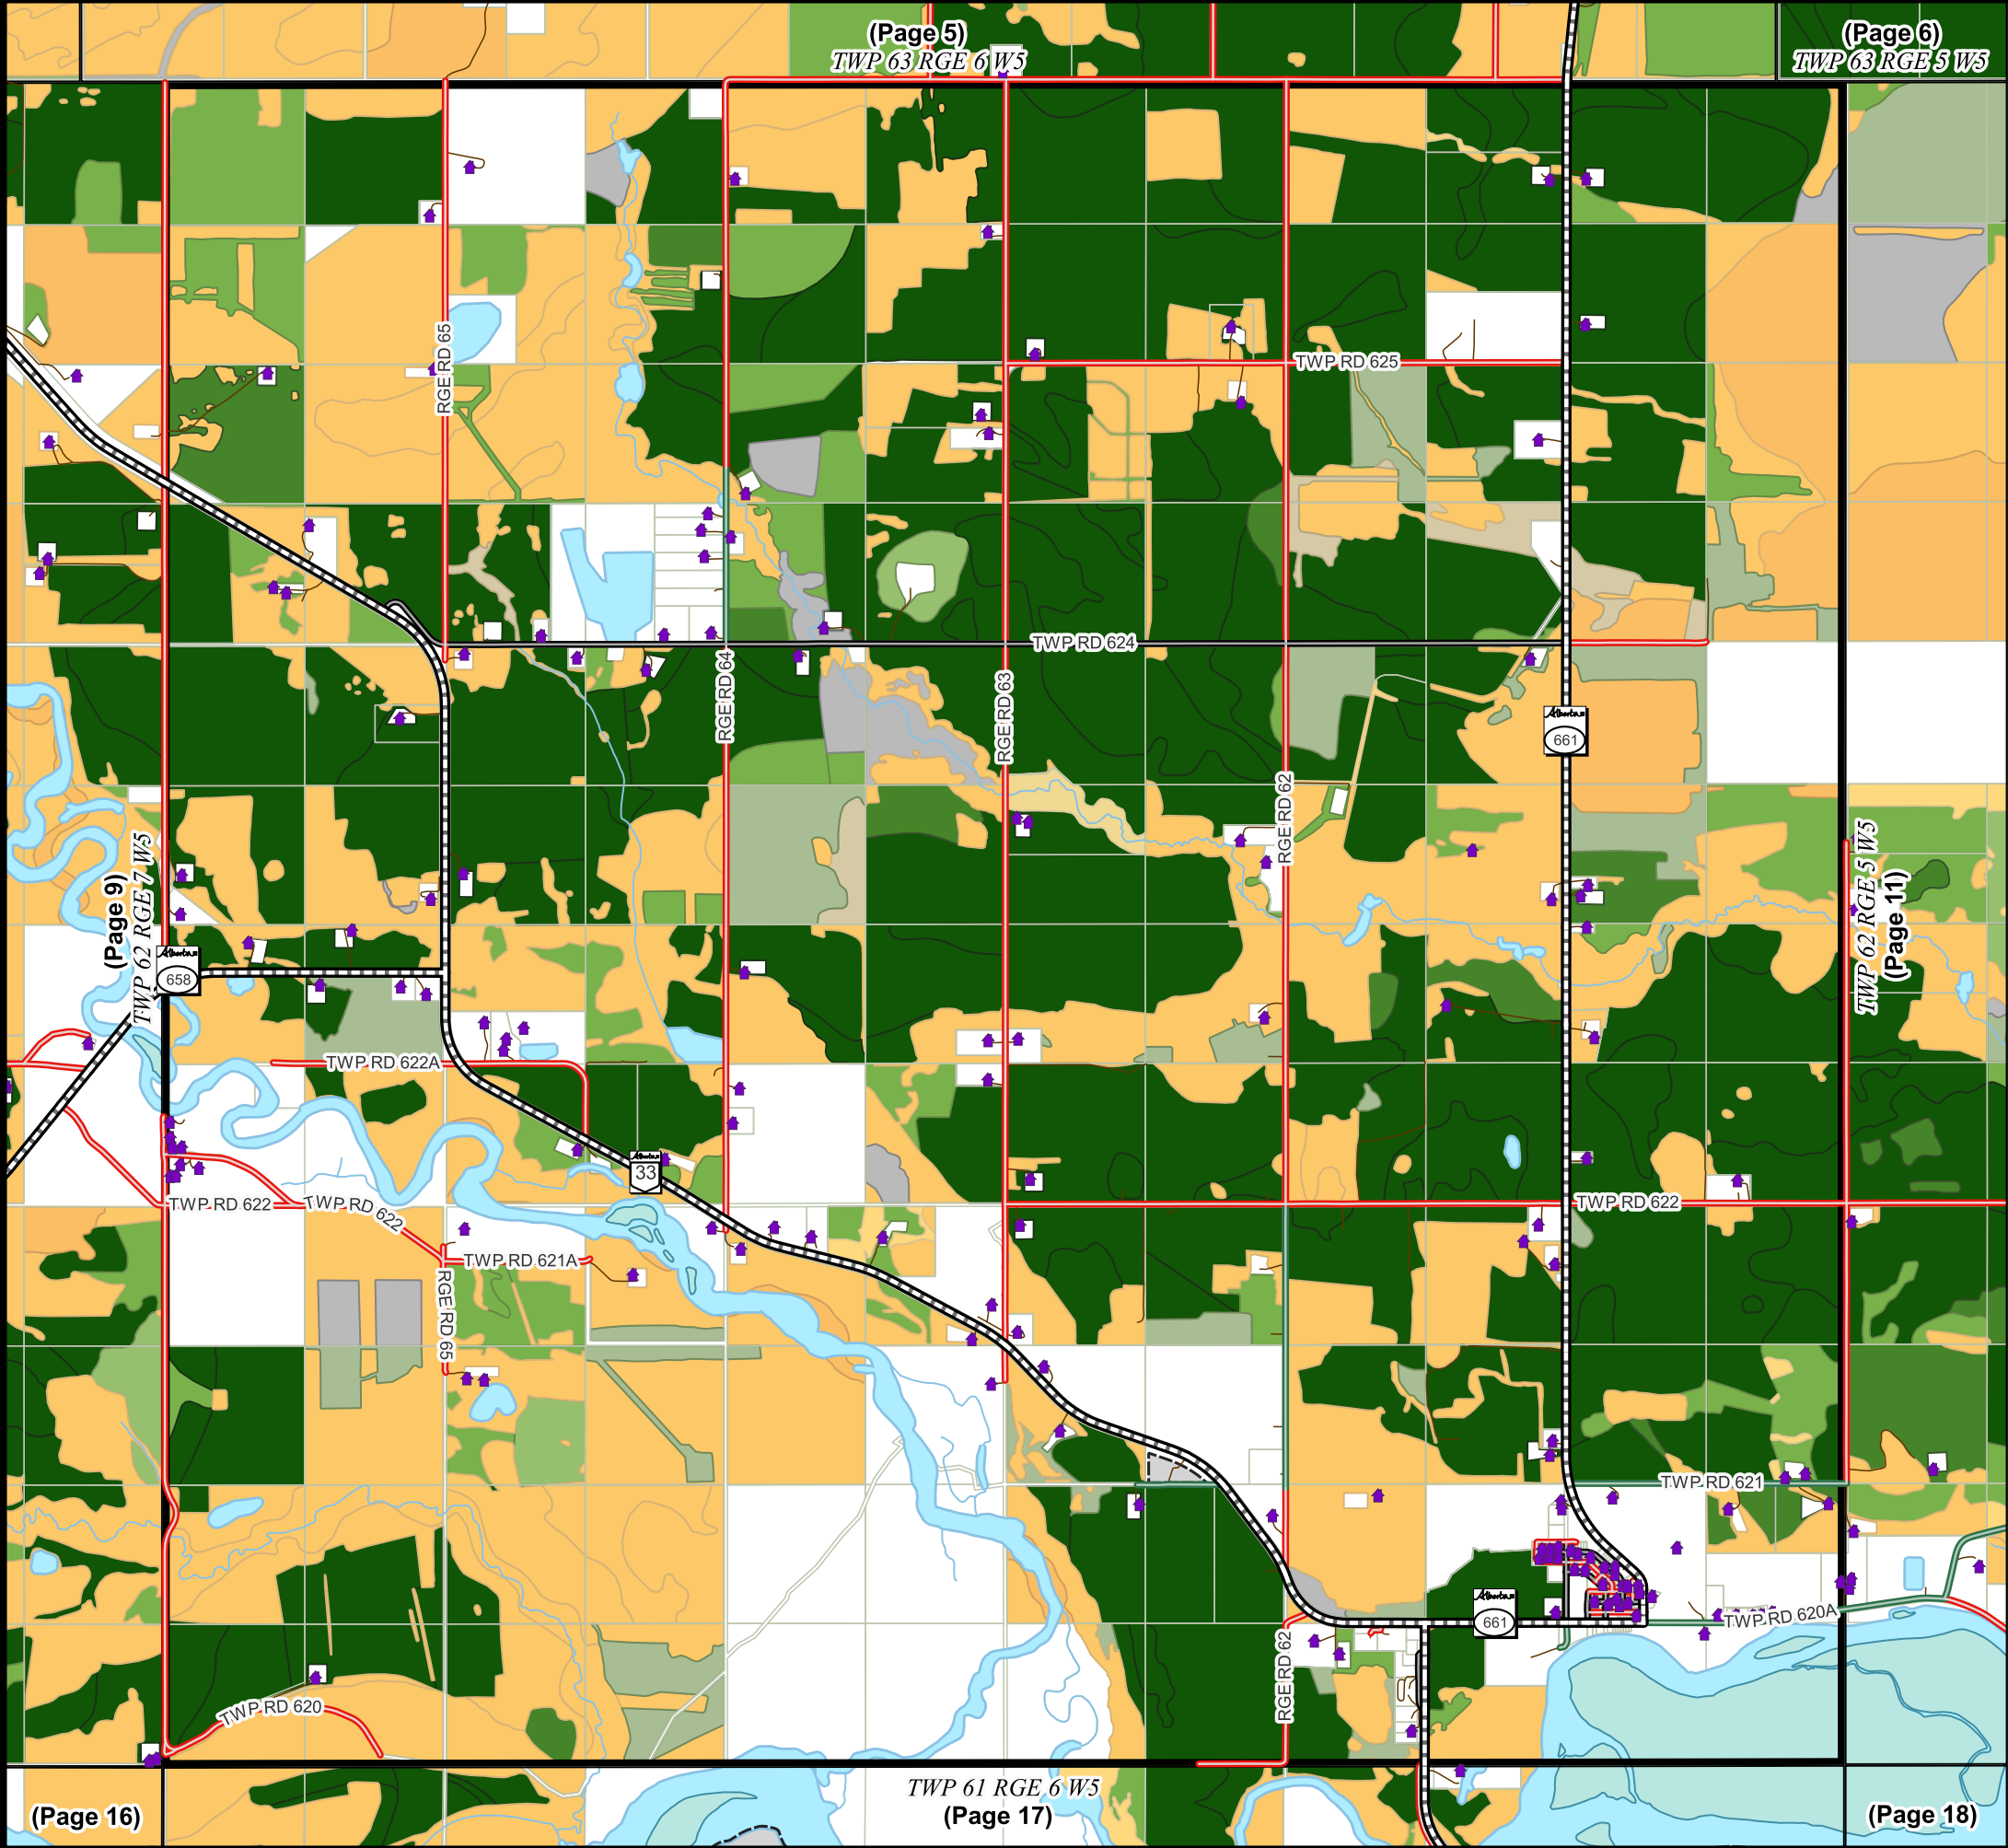 (Page 5)
TWP 63 RGE 6 W5
(Page 6)
TWP 63 RGE 5 W5
RGE RD 65
TWP RD 625
TWP RD 624
RGE RD 64
RGE RD 63
Alberta
661
RGE RD 62
(Page 9)
TWP 62 RGE 7 W5
TWP 62 RGE 5 W5
(Page 11)
Alberta
658
TWP RD 622A
Alberta
33
TWP RD 622
TWP RD 622
TWP RD 622
TWP RD 621A
RGE RD 65
TWP RD 621
Alberta
661
TWP RD 620A
RGE RD 62
TWP RD 620
TWP 61 RGE 6 W5
(Page 16)
(Page 17)
(Page 18)